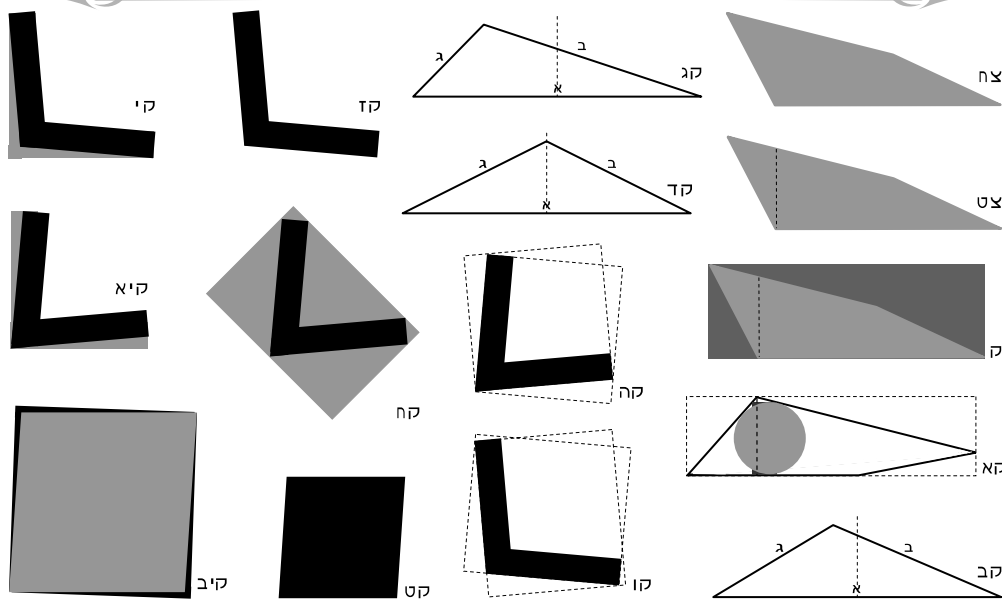 צח
צט
ק
קא
ב ג
קב
א
ב
ג
קג
א
ב ג
קד
א
קה
קו
קז
קח
קט
קי
קיא
קיב